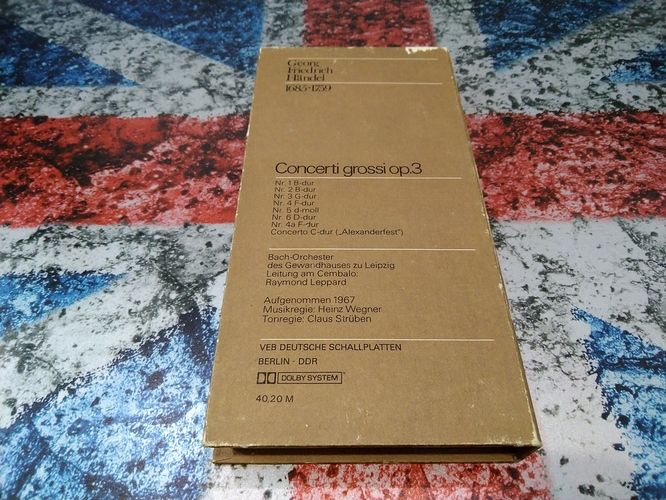 Georg
Friedrich
Händel
1685-1759
Concerti grossi op.3
Nr. 1 B-dur
Nr. 2 B-dur
Nr. 3 G-dur
Nr. 4 F-dur
Nr. 5 d-moll
Nr. 6 D-dur
Nr. 4a F-dur
Concerto C-dur („Alexanderfest")
Bach-Orchester
des Gewandhauses zu Leipzig
Leitung am Cembalo:
Raymond Leppard
Aufgenommen 1967
Musikregie: Heinz Wegner
Tonregie: Claus Strüben
VEB DEUTSCHE SCHALLPLATTEN
BERLIN · DDR
DOLBY SYSTEM
40,20 M